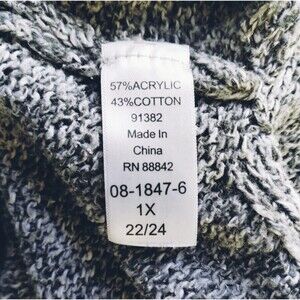 57%ACRYLIC
43%COTTON
91382
Made In
China
RN 88842
08-1847-6
1X
22/24